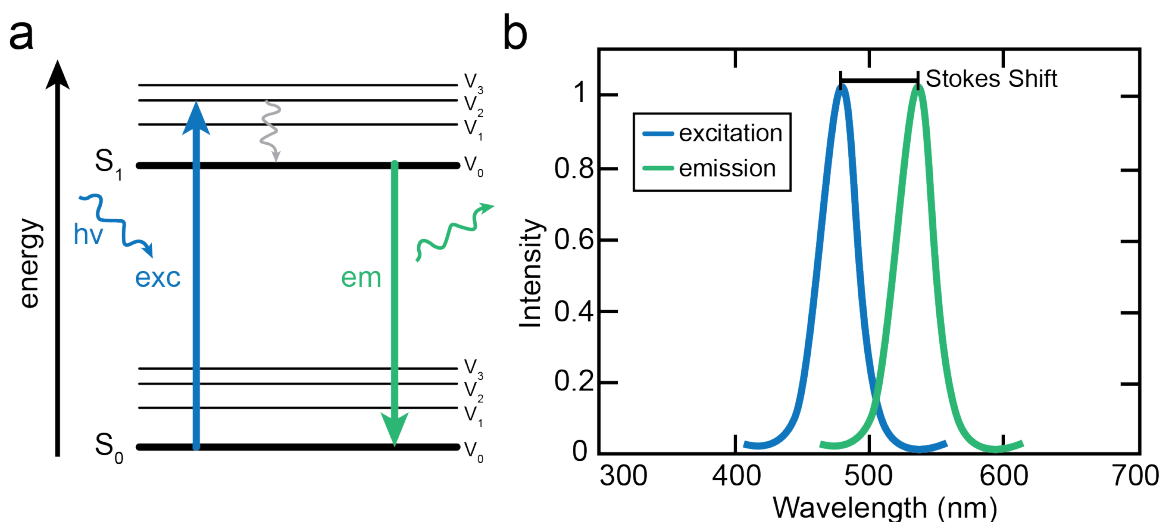 a
energy
S1
S0
V3
V2
V1
V0
hv
exc
em
V3
V2
V1
V0
b
Stokes Shift
excitation
emission
Intensity
1
0.8
0.6
0.4
0.2
0
300
400
500
600
700
Wavelength (nm)